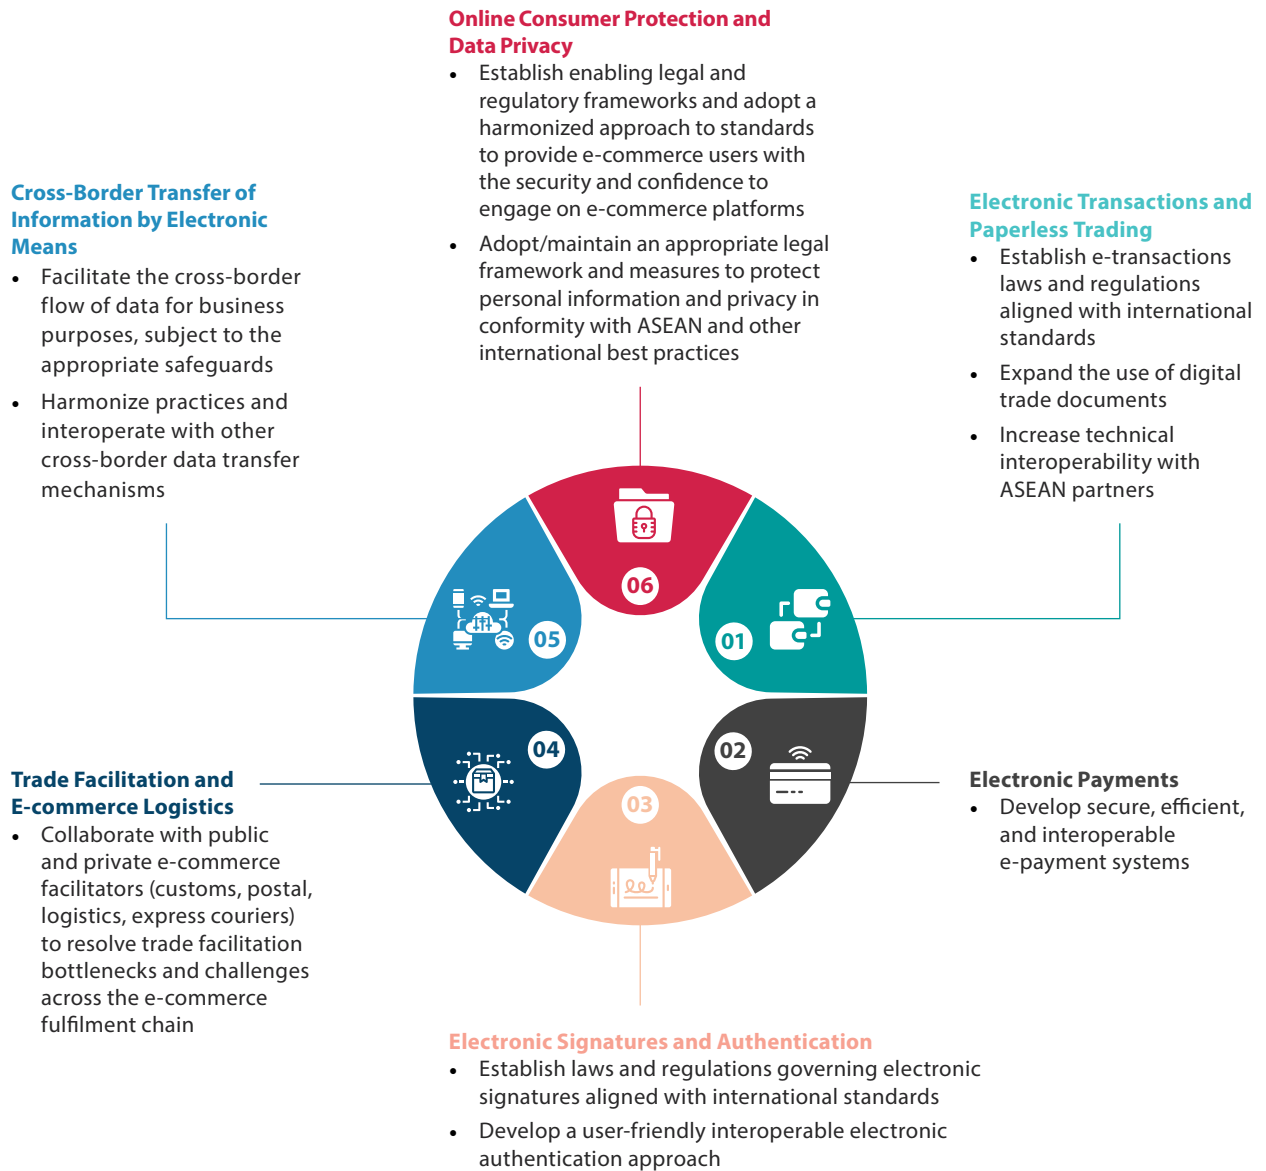 Online Consumer Protection and
Data Privacy
• Establish enabling legal and
regulatory frameworks and adopt a
harmonized approach to standards
to provide e-commerce users with
the security and confidence to
engage on e-commerce platforms
• Adopt/maintain an appropriate legal
framework and measures to protect
personal information and privacy in
conformity with ASEAN and other
international best practices
Cross-Border Transfer of
Information by Electronic
Means
• Facilitate the cross-border
flow of data for business
purposes, subject to the
appropriate safeguards
• Harmonize practices and
interoperate with other
cross-border data transfer
mechanisms
Electronic Transactions and
Paperless Trading
• Establish e-transactions
laws and regulations
aligned with international
standards
• Expand the use of digital
trade documents
• Increase technical
interoperability with
ASEAN partners
06
05
01
04
02
03
Trade Facilitation and
E-commerce Logistics
• Collaborate with public
and private e-commerce
facilitators (customs, postal,
logistics, express couriers)
to resolve trade facilitation
bottlenecks and challenges
across the e-commerce
fulfilment chain
Electronic Payments
• Develop secure, efficient,
and interoperable
e-payment systems
Electronic Signatures and Authentication
• Establish laws and regulations governing electronic
signatures aligned with international standards
• Develop a user-friendly interoperable electronic
authentication approach